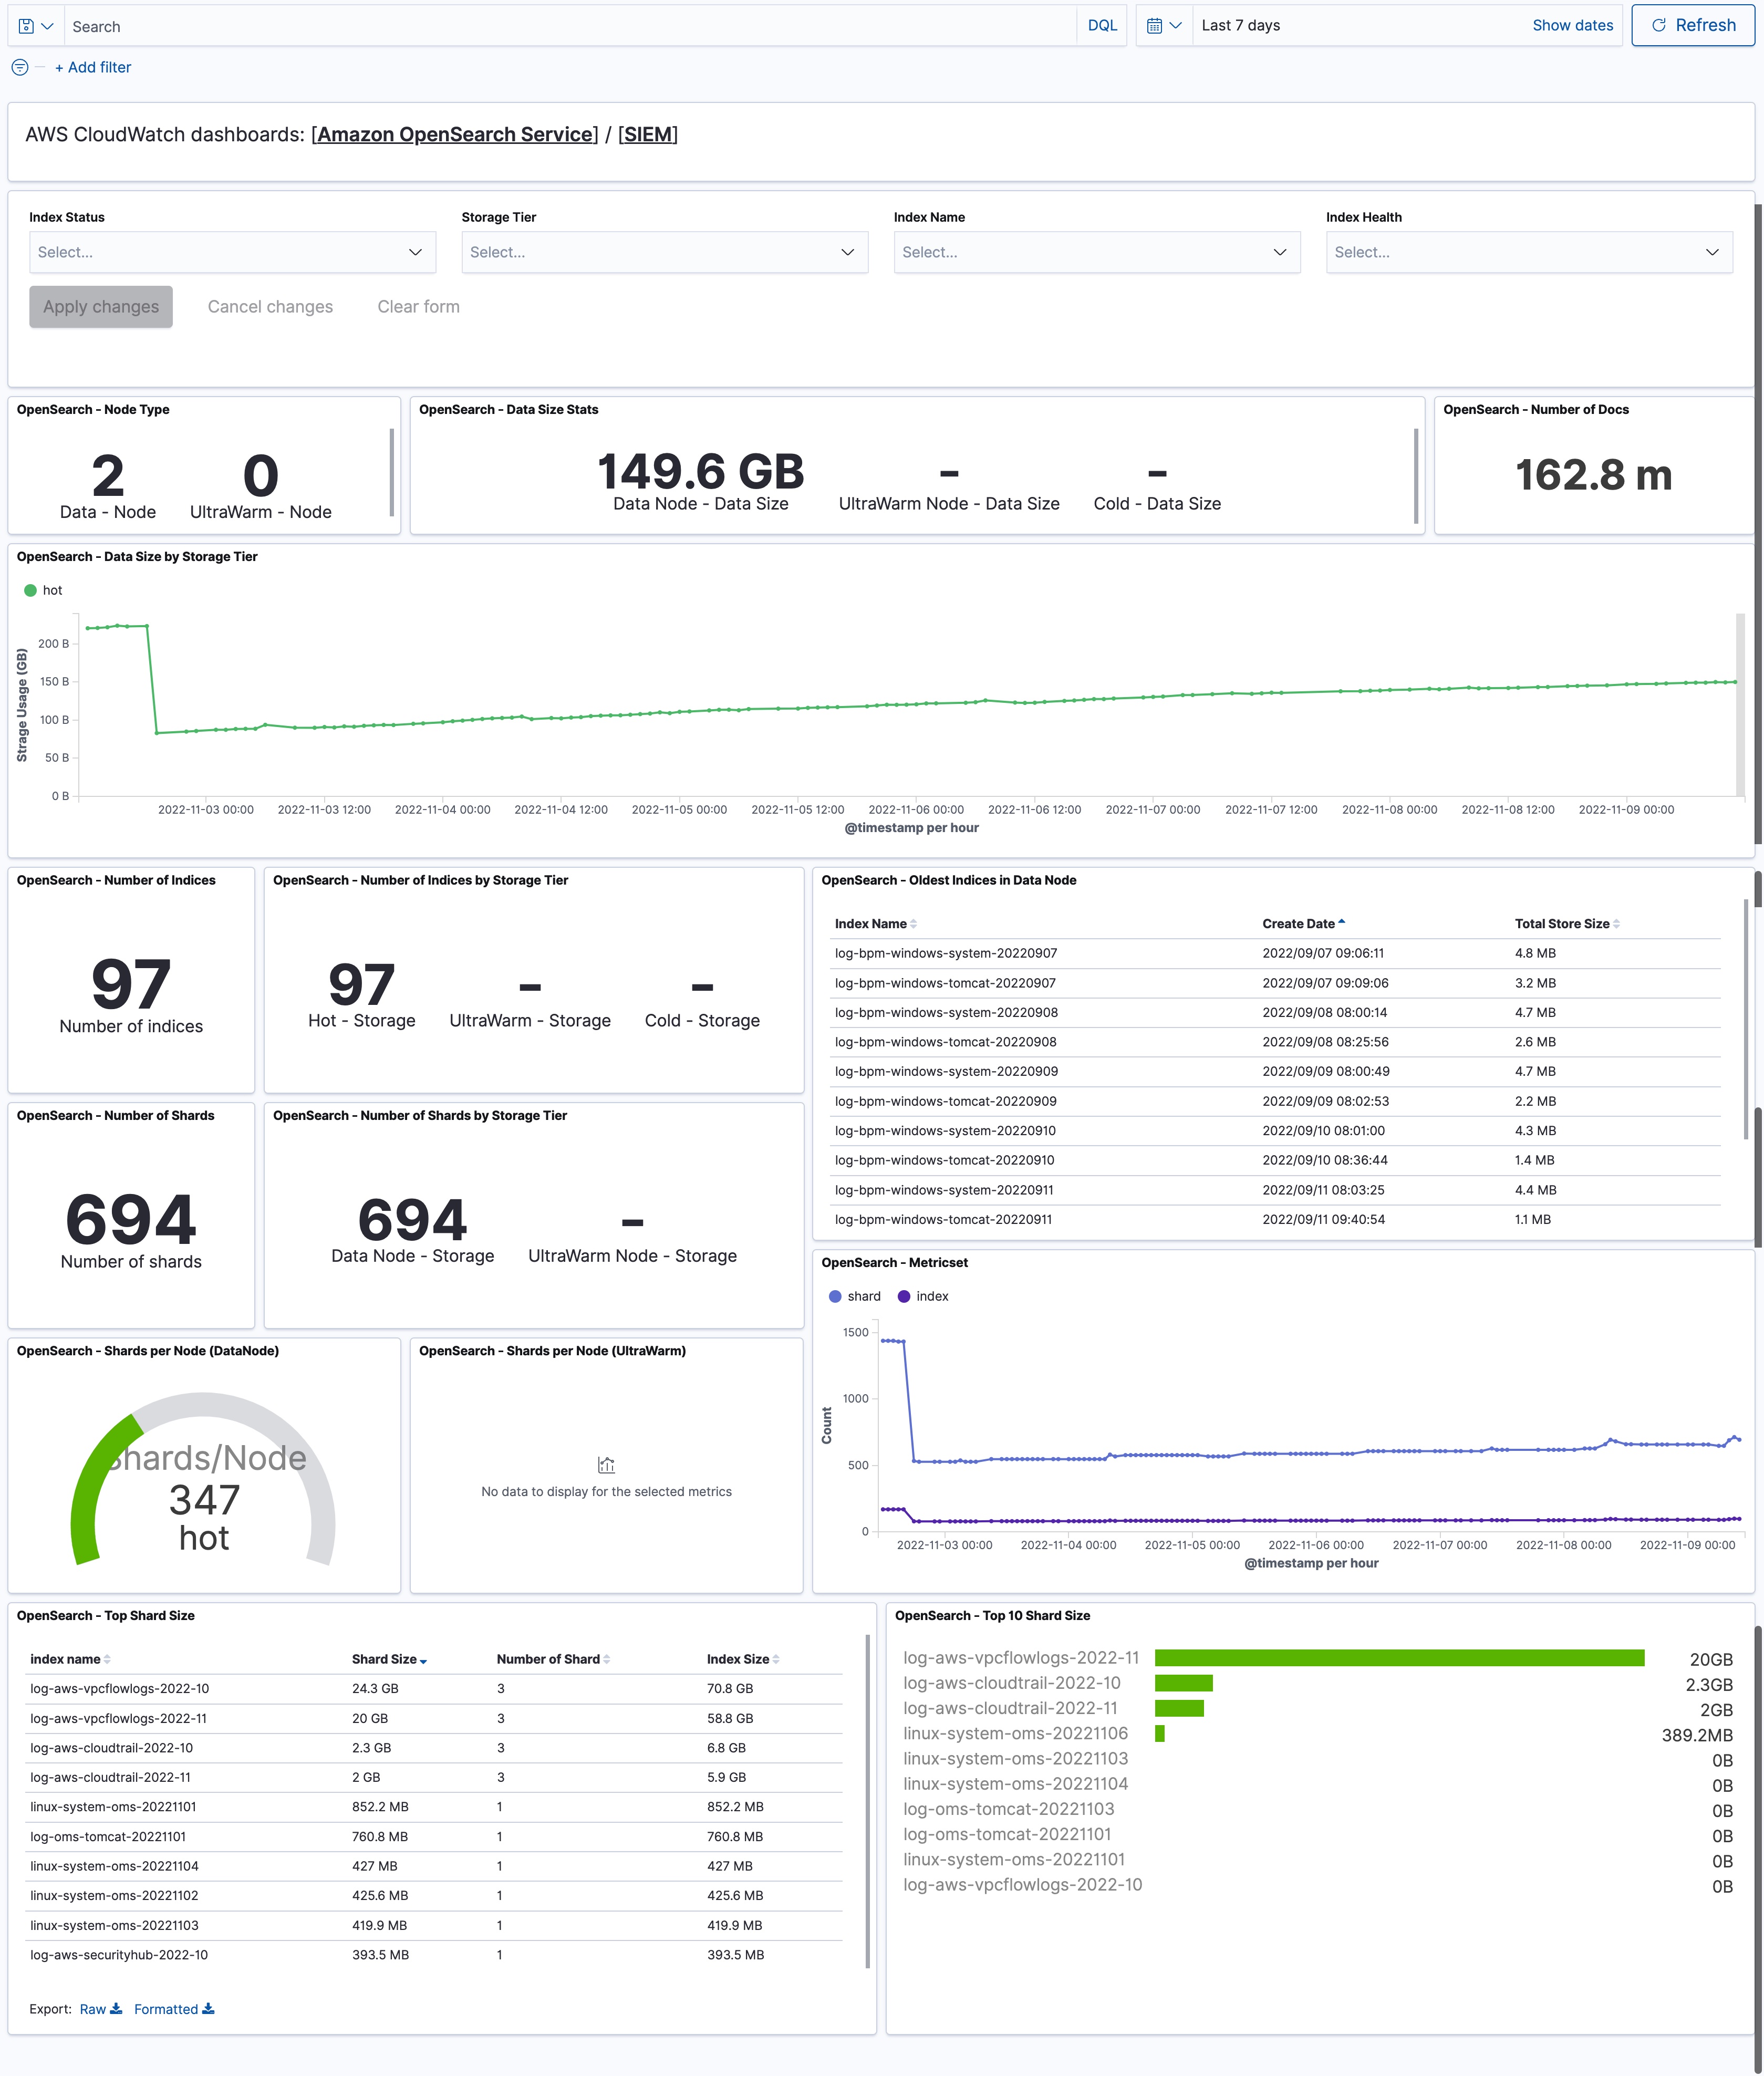 Search
DQL
Last 7 days
Show dates
Refresh
+ Add filter
AWS CloudWatch dashboards: [Amazon OpenSearch Service] / [SIEM]
Index Status
Storage Tier
Index Name
Index Health
Select...
Select...
Select...
Select...
Apply changes
Cancel changes
Clear form
OpenSearch - Node Type
2
Data - Node
0
UltraWarm - Node
OpenSearch - Data Size Stats
149.6 GB
Data Node - Data Size
-
UltraWarm Node - Data Size
-
Cold - Data Size
OpenSearch - Number of Docs
162.8 m
OpenSearch - Data Size by Storage Tier
hot
Strage Usage (GB)
200 B
150 B
100 B
50 B
0 B
2022-11-03 00:00
2022-11-03 12:00
2022-11-04 00:00
2022-11-04 12:00
2022-11-05 00:00
2022-11-05 12:00
2022-11-06 00:00
2022-11-06 12:00
2022-11-07 00:00
2022-11-07 12:00
2022-11-08 00:00
2022-11-08 12:00
2022-11-09 00:00
@timestamp per hour
OpenSearch - Number of Indices
97
Number of indices
OpenSearch - Number of Indices by Storage Tier
97
Hot - Storage
-
UltraWarm - Storage
-
Cold - Storage
OpenSearch - Oldest Indices in Data Node
Index Name Create Date Total Store Size
log-bpm-windows-system-20220907 2022/09/07 09:06:11 4.8 MB
log-bpm-windows-tomcat-20220907 2022/09/07 09:09:06 3.2 MB
log-bpm-windows-system-20220908 2022/09/08 08:00:14 4.7 MB
log-bpm-windows-tomcat-20220908 2022/09/08 08:25:56 2.6 MB
log-bpm-windows-system-20220909 2022/09/09 08:00:49 4.7 MB
log-bpm-windows-tomcat-20220909 2022/09/09 08:02:53 2.2 MB
log-bpm-windows-system-20220910 2022/09/10 08:01:00 4.3 MB
log-bpm-windows-tomcat-20220910 2022/09/10 08:36:44 1.4 MB
log-bpm-windows-system-20220911 2022/09/11 08:03:25 4.4 MB
log-bpm-windows-tomcat-20220911 2022/09/11 09:40:54 1.1 MB
OpenSearch - Number of Shards
694
Number of shards
OpenSearch - Number of Shards by Storage Tier
694
Data Node - Storage
-
UltraWarm Node - Storage
OpenSearch - Metricset
shard
index
Count
1500
1000
500
0
2022-11-03 00:00
2022-11-04 00:00
2022-11-05 00:00
2022-11-06 00:00
2022-11-07 00:00
2022-11-08 00:00
2022-11-09 00:00
@timestamp per hour
OpenSearch - Shards per Node (DataNode)
Shards/Node
347
hot
OpenSearch - Shards per Node (UltraWarm)
No data to display for the selected metrics
OpenSearch - Top Shard Size
index name Shard Size Number of Shard Index Size
log-aws-vpcflowlogs-2022-10 24.3 GB 3 70.8 GB
log-aws-vpcflowlogs-2022-11 20 GB 3 58.8 GB
log-aws-cloudtrail-2022-10 2.3 GB 3 6.8 GB
log-aws-cloudtrail-2022-11 2 GB 3 5.9 GB
linux-system-oms-20221101 852.2 MB 1 852.2 MB
log-oms-tomcat-20221101 760.8 MB 1 760.8 MB
linux-system-oms-20221104 427 MB 1 427 MB
linux-system-oms-20221102 425.6 MB 1 425.6 MB
linux-system-oms-20221103 419.9 MB 1 419.9 MB
log-aws-securityhub-2022-10 393.5 MB 1 393.5 MB
Export: Raw Formatted
OpenSearch - Top 10 Shard Size
log-aws-vpcflowlogs-2022-11 20GB
log-aws-cloudtrail-2022-10 2.3GB
log-aws-cloudtrail-2022-11 2GB
linux-system-oms-20221106 389.2MB
linux-system-oms-20221103 0B
linux-system-oms-20221104 0B
log-oms-tomcat-20221103 0B
log-oms-tomcat-20221101 0B
linux-system-oms-20221101 0B
log-aws-vpcflowlogs-2022-10 0B